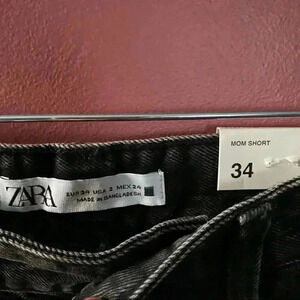 ZARA
EUR 34 USA 2 MEX 24
MADE IN BANGLADESH
MOM SHORT
34